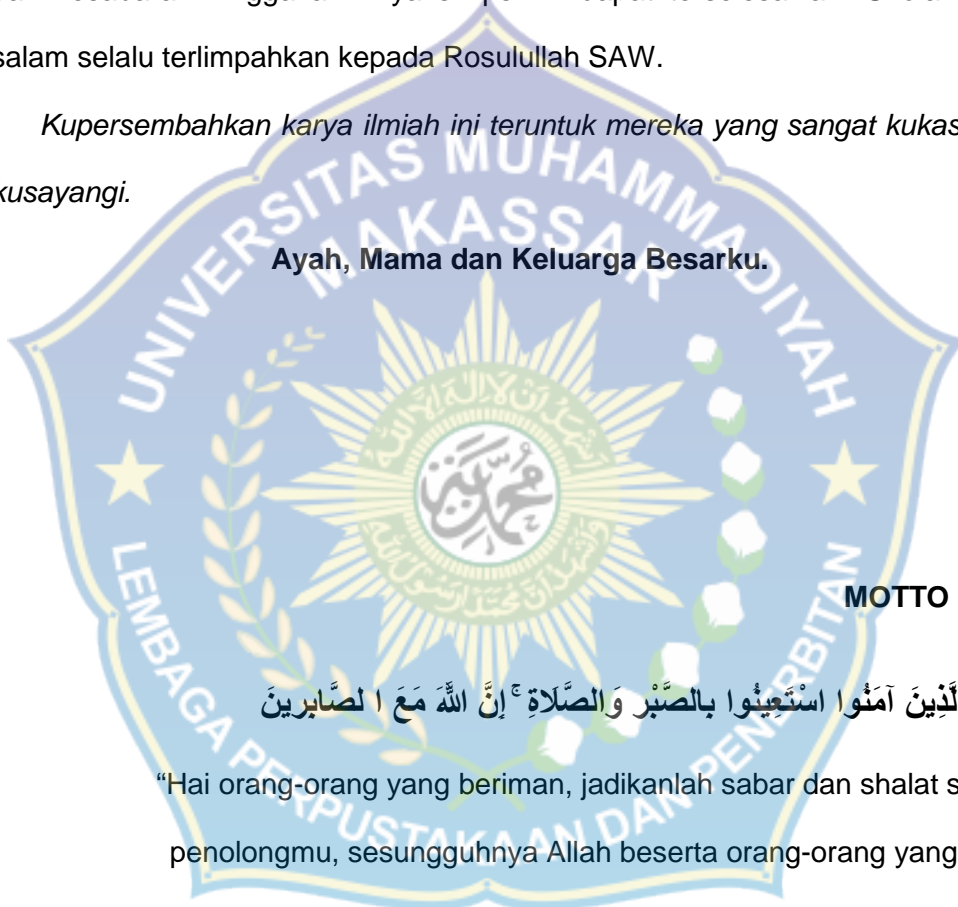 salam selalu terlimpahkan kepada Rosulullah SAW.
Kupersembahkan karya ilmiah ini teruntuk mereka yang sangat
kusayangi.
Ayah, Mama dan Keluarga Besarku.
MOTTO
آمَنُوا اسْتَعِينُوا بِالصَّبْرِ وَالصَّلَاةِ ۚ إِنَّ اللَّهَ مَعَ ا لصَّابِرِينَ
“Hai orang-orang yang beriman, jadikanlah sabar dan shalat
penolongmu, sesungguhnya Allah beserta orang-orang yang
UNIVERSITAS MUHAMMADIYAH
MAKASSAR
LEMBAGA PERPUSTAKAAN DAN PENERBITAN